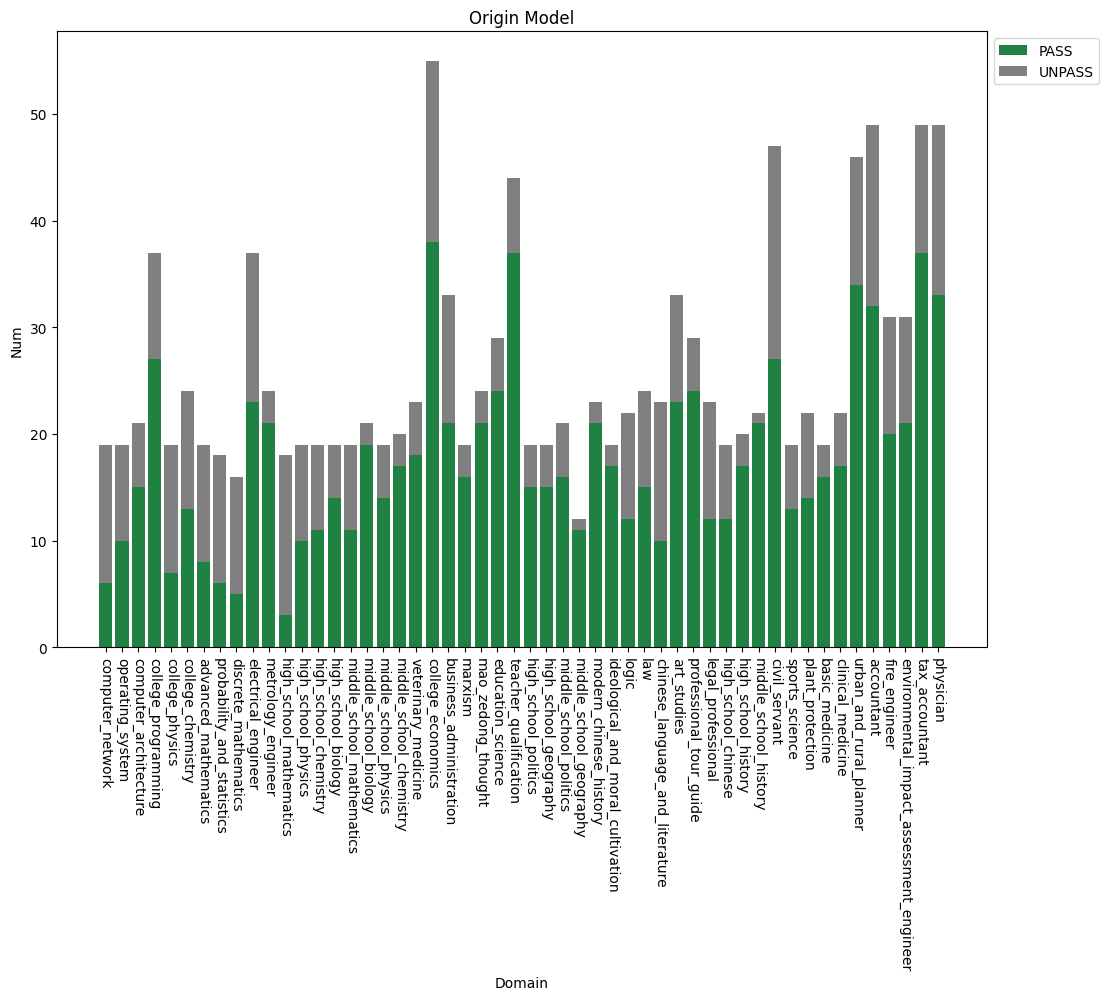 Origin Model
PASS
UNPASS
Num
50
40
30
20
10
0
computer_network
operating_system
computer_architecture
college_programming
college_physics
college_chemistry
advanced_mathematics
probability_and_statistics
discrete_mathematics
electrical_engineer
metrology_engineer
high_school_mathematics
high_school_physics
high_school_chemistry
high_school_biology
middle_school_mathematics
middle_school_biology
middle_school_physics
middle_school_chemistry
veterinary_medicine
college_economics
business_administration
marxism
mao_zedong_thought
education_science
teacher_qualification
high_school_politics
high_school_geography
middle_school_politics
middle_school_geography
modern_chinese_history
ideological_and_moral_cultivation
logic
law
chinese_language_and_literature
art_studies
professional_tour_guide
legal_professional
high_school_chinese
high_school_history
middle_school_history
civil_servant
sports_science
plant_protection
basic_medicine
clinical_medicine
urban_and_rural_planner
accountant
fire_engineer
environmental_impact_assessment_engineer
tax_accountant
physician
Domain